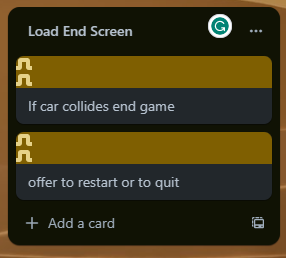 Load End Screen
If car collides end game
offer to restart or to quit
Add a card